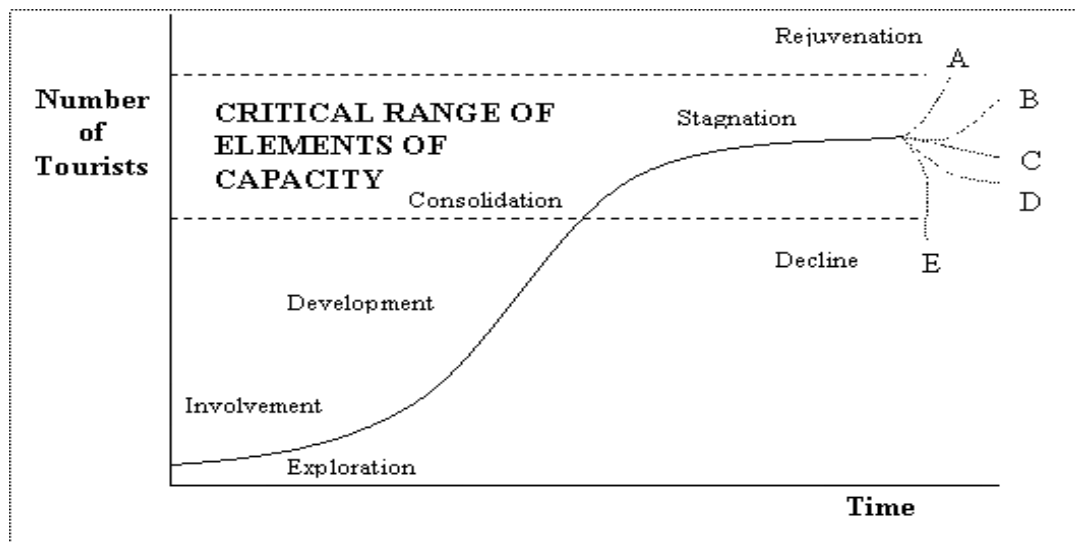 Rejuvenation
A
Number
of
Tourists
B
CRITICAL RANGE OF
ELEMENTS OF
CAPACITY
Stagnation
C
Consolidation
D
Decline
E
Development
Involvement
Exploration
Time